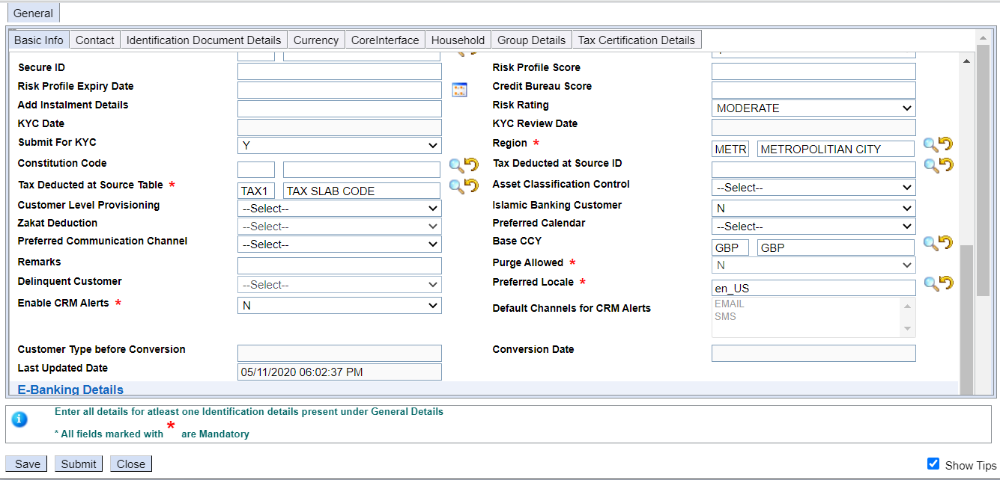 General
Basic Info Contact Identification Document Details Currency CoreInterface Household Group Details Tax Certification Details
Secure ID Risk Profile Score
Risk Profile Expiry Date Credit Bureau Score
Add Instalment Details Risk Rating MODERATE
KYC Date KYC Review Date
Submit For KYC Y Region * METR METROPOLITIAN CITY
Constitution Code Tax Deducted at Source ID
Tax Deducted at Source Table * TAX1 TAX SLAB CODE Asset Classification Control --Select--
Customer Level Provisioning --Select-- Islamic Banking Customer N
Zakat Deduction --Select-- Preferred Calendar --Select--
Preferred Communication Channel --Select-- Base CCY GBP GBP
Remarks Purge Allowed * N
Delinquent Customer --Select-- Preferred Locale * en_US
Enable CRM Alerts * N Default Channels for CRM Alerts EMAIL
SMS
Customer Type before Conversion Conversion Date
Last Updated Date 05/11/2020 06:02:37 PM
E-Banking Details
Enter all details for atleast one Identification details present under General Details
* All fields marked with * are Mandatory
Save Submit Close Show Tips